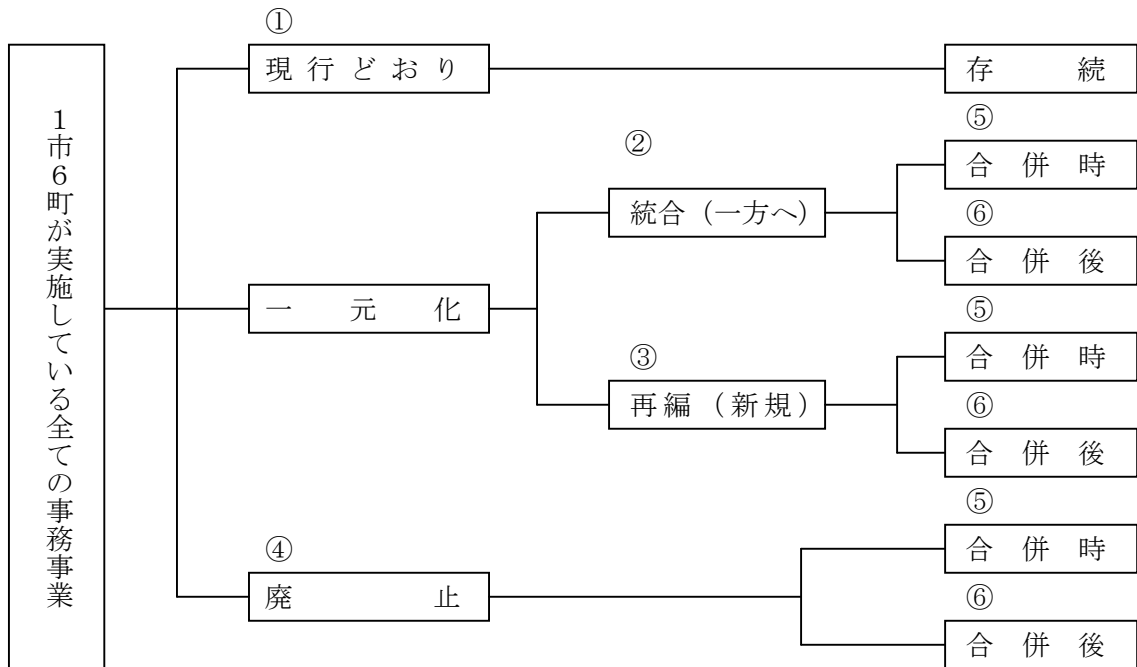 1市6町が実施している全ての事務事業
①
現行どおり
存続
②
統合(一方へ)
⑤
合併時
⑥
合併後
一元化
③
再編(新規)
⑤
合併時
⑥
合併後
④
廃止
⑤
合併時
⑥
合併後